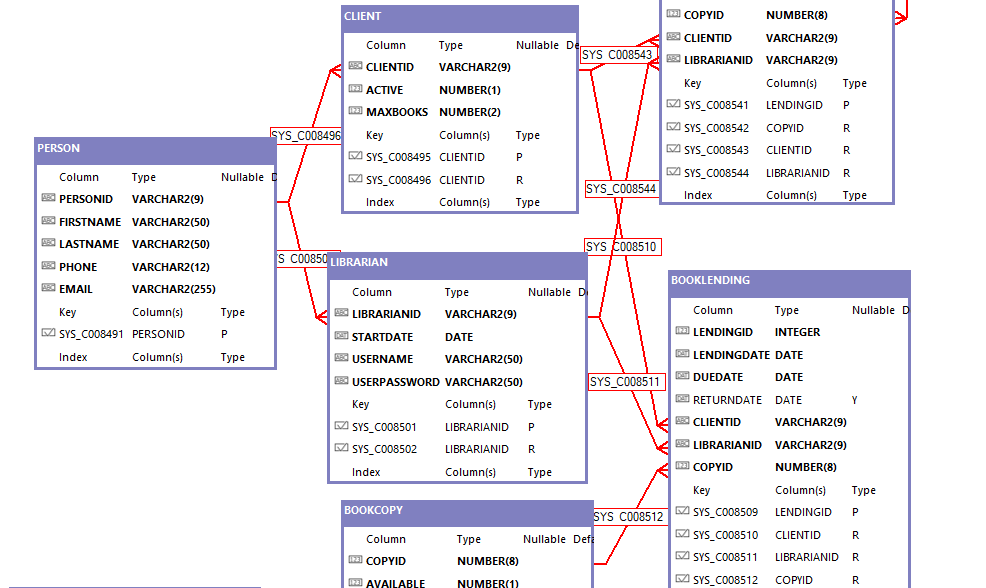 CLIENT
Column Type Nullable De
CLIENTID VARCHAR2(9)
ACTIVE NUMBER(1)
MAXBOOKS NUMBER(2)
Key Column(s) Type
SYS_C008495 CLIENTID P
SYS_C008496 CLIENTID R
Index Column(s) Type
COPYID NUMBER(8)
CLIENTID VARCHAR2(9)
LIBRARIANID VARCHAR2(9)
Key Column(s) Type
SYS_C008541 LENDINGID P
SYS_C008542 COPYID R
SYS_C008543 CLIENTID R
SYS_C008544 LIBRARIANID R
Index Column(s) Type
SYS_C008543
SYS_C008496
SYS_C008544
SYS_C008510
S_C00850
SYS_C008511
SYS_C008512
PERSON
Column Type Nullable D
PERSONID VARCHAR2(9)
FIRSTNAME VARCHAR2(50)
LASTNAME VARCHAR2(50)
PHONE VARCHAR2(12)
EMAIL VARCHAR2(255)
Key Column(s) Type
SYS_C008491 PERSONID P
Index Column(s) Type
LIBRARIAN
Column Type Nullable D
LIBRARIANID VARCHAR2(9)
STARTDATE DATE
USERNAME VARCHAR2(50)
USERPASSWORD VARCHAR2(50)
Key Column(s) Type
SYS_C008501 LIBRARIANID P
SYS_C008502 LIBRARIANID R
Index Column(s) Type
BOOKLENDING
Column Type Nullable D
LENDINGID INTEGER
LENDINGDATE DATE
DUEDATE DATE
RETURNDATE DATE Y
CLIENTID VARCHAR2(9)
LIBRARIANID VARCHAR2(9)
COPYID NUMBER(8)
Key Column(s) Type
SYS_C008509 LENDINGID P
SYS_C008510 CLIENTID R
SYS_C008511 LIBRARIANID R
SYS_C008512 COPYID R
BOOKCOPY
Column Type Nullable Defa
COPYID NUMBER(8)
AVAILABLE NUMBER(1)